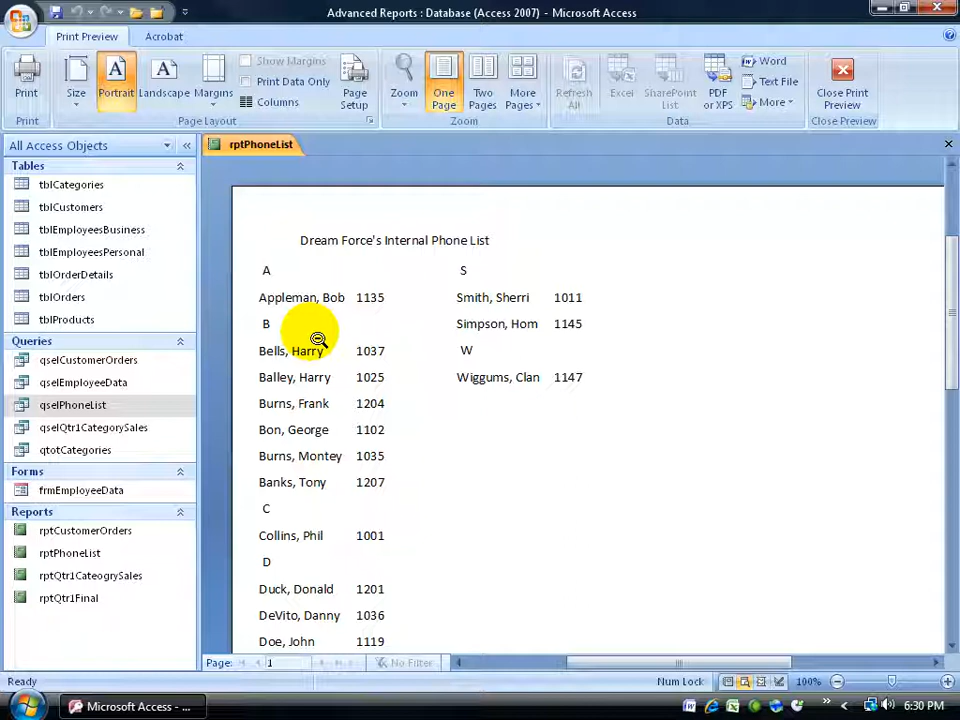 Advanced Reports : Database (Access 2007) - Microsoft Access
Print Preview
Acrobat
Print
Size
Portrait
Landscape
Margins
Show Margins
Print Data Only
Columns
Page Setup
Zoom
One Page
Two Pages
More Pages
Refresh All
Excel
SharePoint List
PDF or XPS
Word
Text File
More
Close Print Preview
Print
Page Layout
Zoom
Data
Close Preview
All Access Objects
rptPhoneList
Tables
tblCategories
tblCustomers
tblEmployeesBusiness
tblEmployeesPersonal
tblOrderDetails
tblOrders
tblProducts
Queries
qselCustomerOrders
qselEmployeeData
qselPhoneList
qselQtr1CategorySales
qtotCategories
Forms
frmEmployeeData
Reports
rptCustomerOrders
rptPhoneList
rptQtr1CateogrySales
rptQtr1Final
Dream Force's Internal Phone List
A
Appleman, Bob 1135
B
Bells, Harry 1037
Balley, Harry 1025
Burns, Frank 1204
Bon, George 1102
Burns, Montey 1035
Banks, Tony 1207
C
Collins, Phil 1001
D
Duck, Donald 1201
DeVito, Danny 1036
Doe, John 1119
S
Smith, Sherri 1011
Simpson, Hom 1145
W
Wiggums, Clan 1147
Page: 1 No Filter
Ready
Num Lock
100%
Microsoft Access - ...
6:30 PM